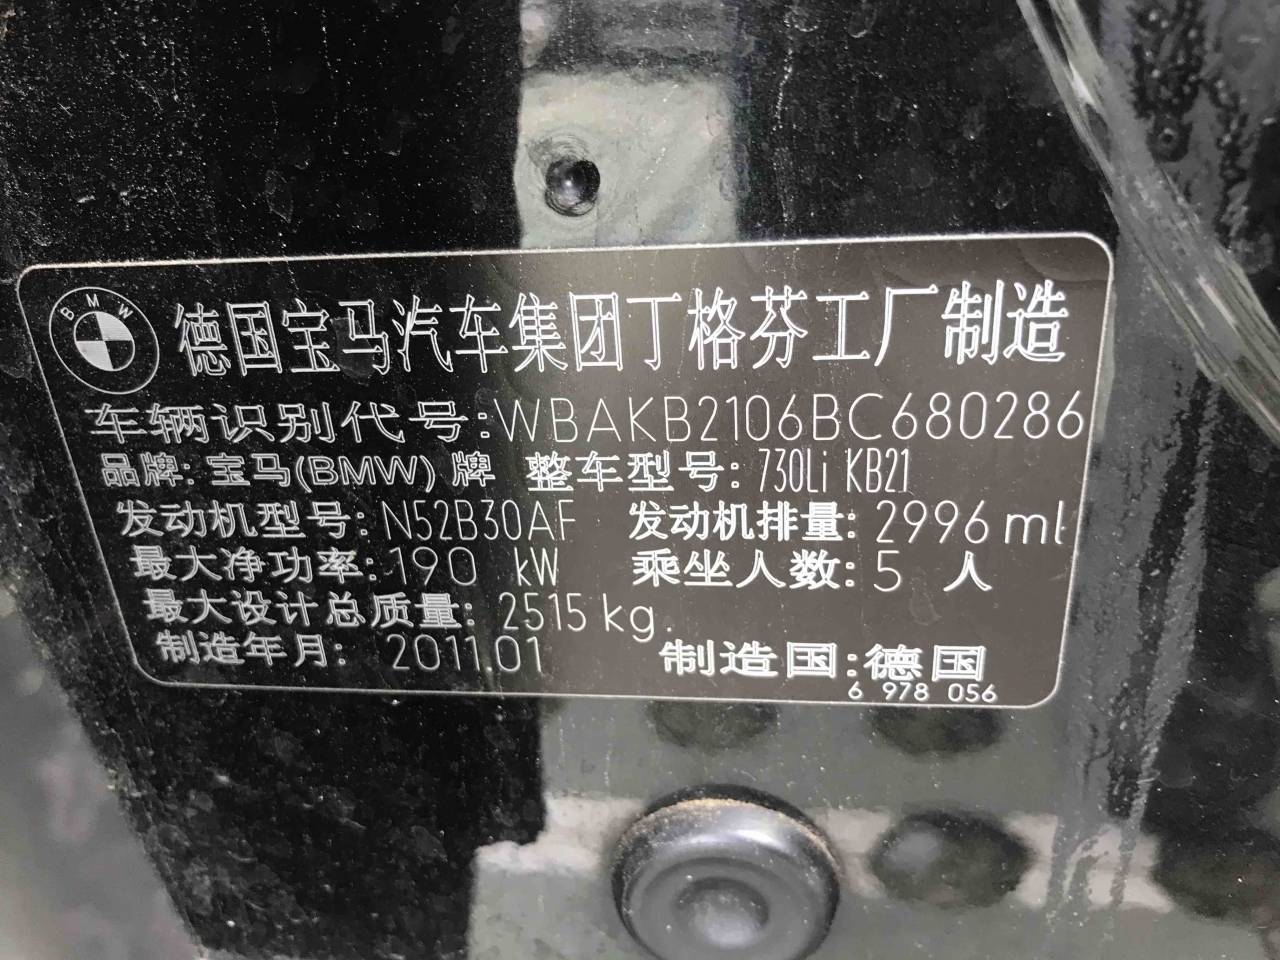 BMW
德国宝马汽车集团丁格芬工厂制造
车辆识别代号:WBAKB2106BC680286
品牌: 宝马(BMW) 牌 整车型号: 730Li KB21
发动机型号: N52B30AF 发动机排量: 2996 ml
最大净功率: 190 kW 乘坐人数: 5 人
最大设计总质量: 2515 kg.
制造年月: 2011.01 制造国: 德国
6 978 056